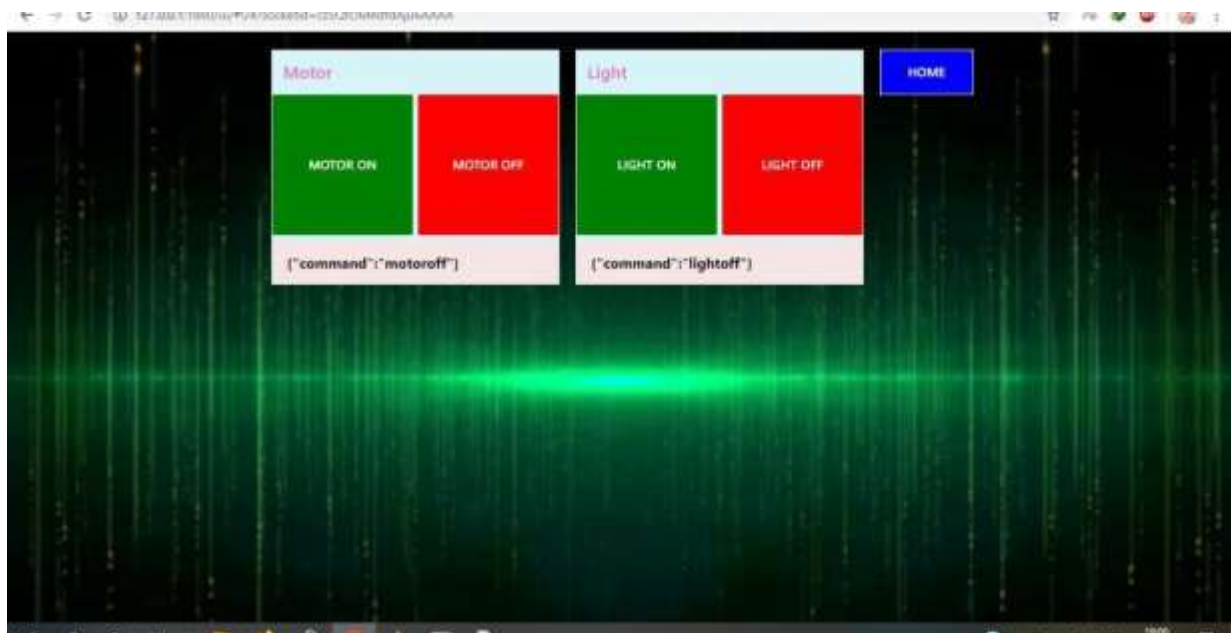 Motor
Light
HOME
MOTOR ON
MOTOR OFF
LIGHT ON
LIGHT OFF
{"command":"motoroff"}
{"command":"lightoff"}